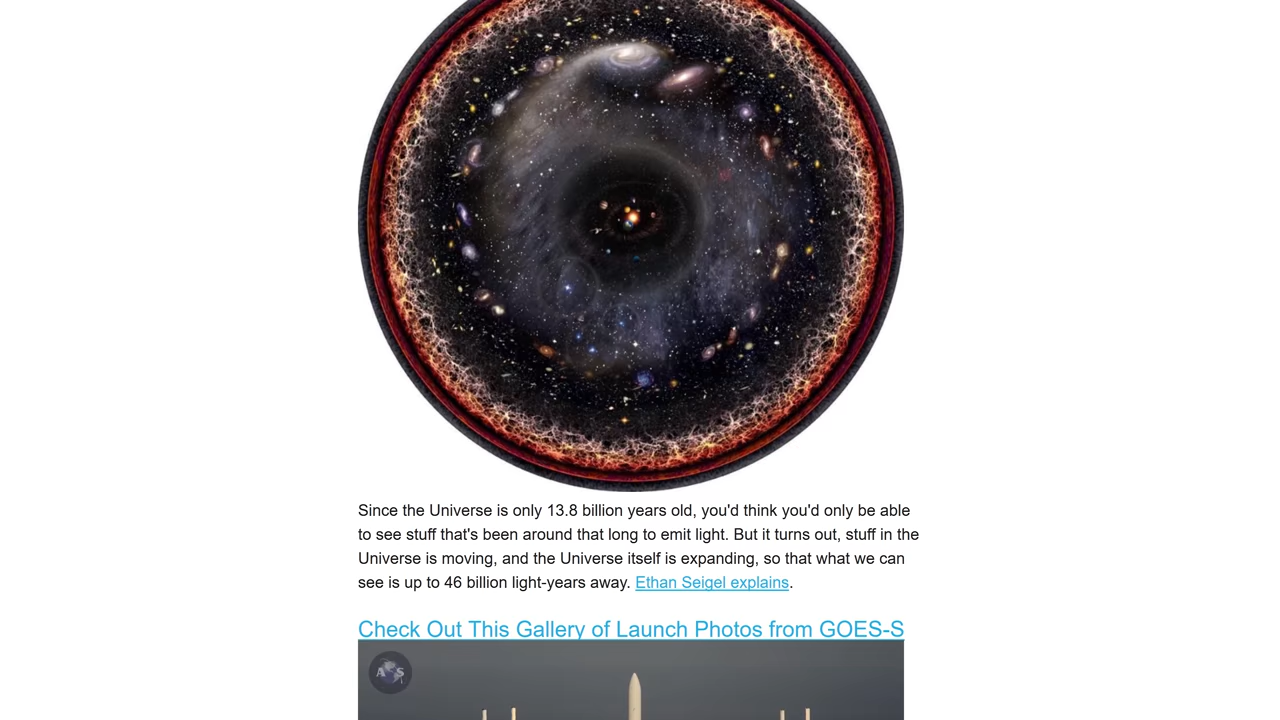 Since the Universe is only 13.8 billion years old, you'd think you'd only be able
to see stuff that's been around that long to emit light. But it turns out, stuff in the
Universe is moving, and the Universe itself is expanding, so that what we can
see is up to 46 billion light-years away. Ethan Seigel explains.
Check Out This Gallery of Launch Photos from GOES-S
A S